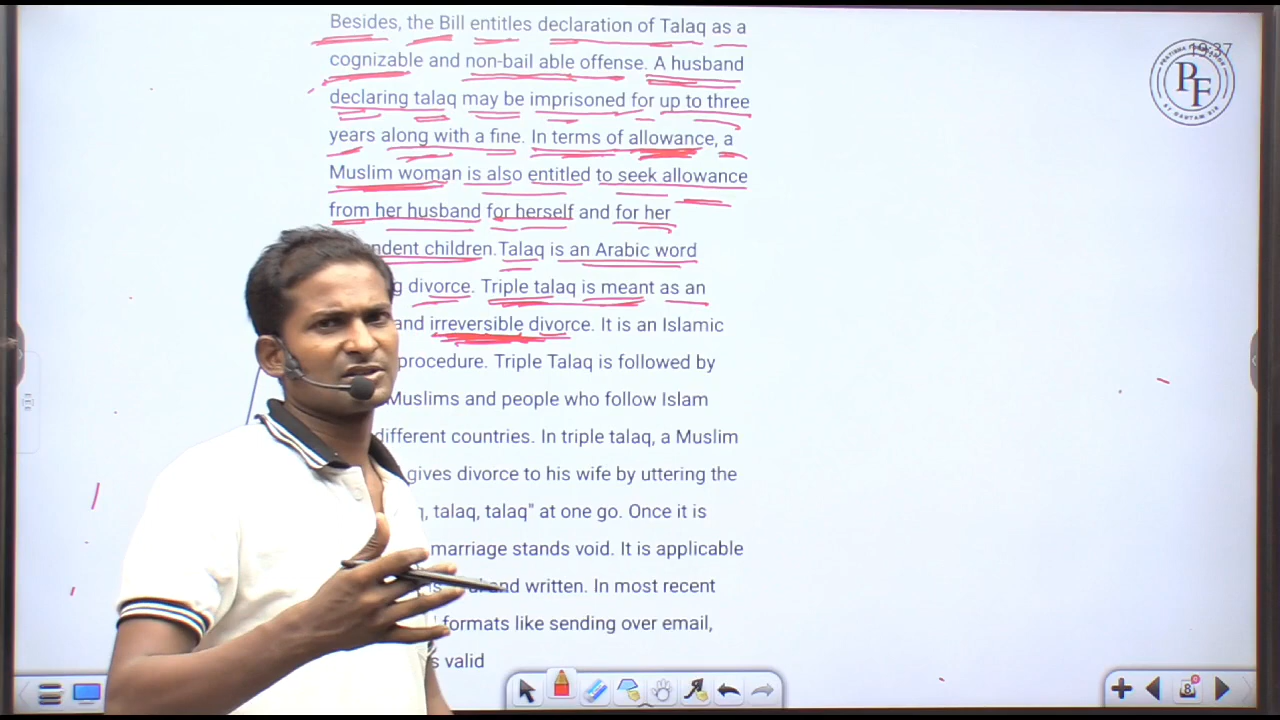 Besides, the Bill entitles declaration of Talaq as a
19:37
cognizable and non-bail able offense. A husband
PF
declaring talaq may be imprisoned for up to three
years along with a fine. In terms of allowance, a
Muslim woman is also entitled to seek allowance
from her husband for herself and for her
ndent children. Talaq is an Arabic word
g divorce. Triple talaq is meant as an
and irreversible divorce. It is an Islamic
procedure. Triple Talaq is followed by
Muslims and people who follow Islam
different countries. In triple talaq, a Muslim
gives divorce to his wife by uttering the
talaq, talaq" at one go. Once it is
marriage stands void. It is applicable
and written. In most recent
formats like sending over email,
s valid
8